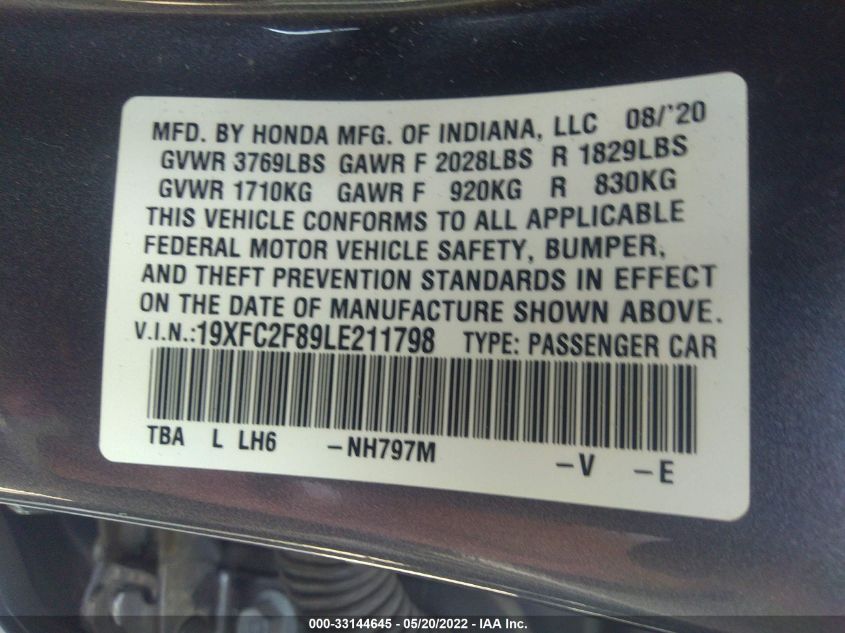 MFD. BY HONDA MFG. OF INDIANA, LLC 08/'20
GVWR 3769LBS GAWR F 2028LBS R 1829LBS
GVWR 1710KG GAWR F 920KG R 830KG
THIS VEHICLE CONFORMS TO ALL APPLICABLE
FEDERAL MOTOR VEHICLE SAFETY, BUMPER,
AND THEFT PREVENTION STANDARDS IN EFFECT
ON THE DATE OF MANUFACTURE SHOWN ABOVE.
V.I.N.:19XFC2F89LE211798 TYPE: PASSENGER CAR
TBA L LH6 -NH797M -V -E
000-33144645 - 05/20/2022 - IAA Inc.